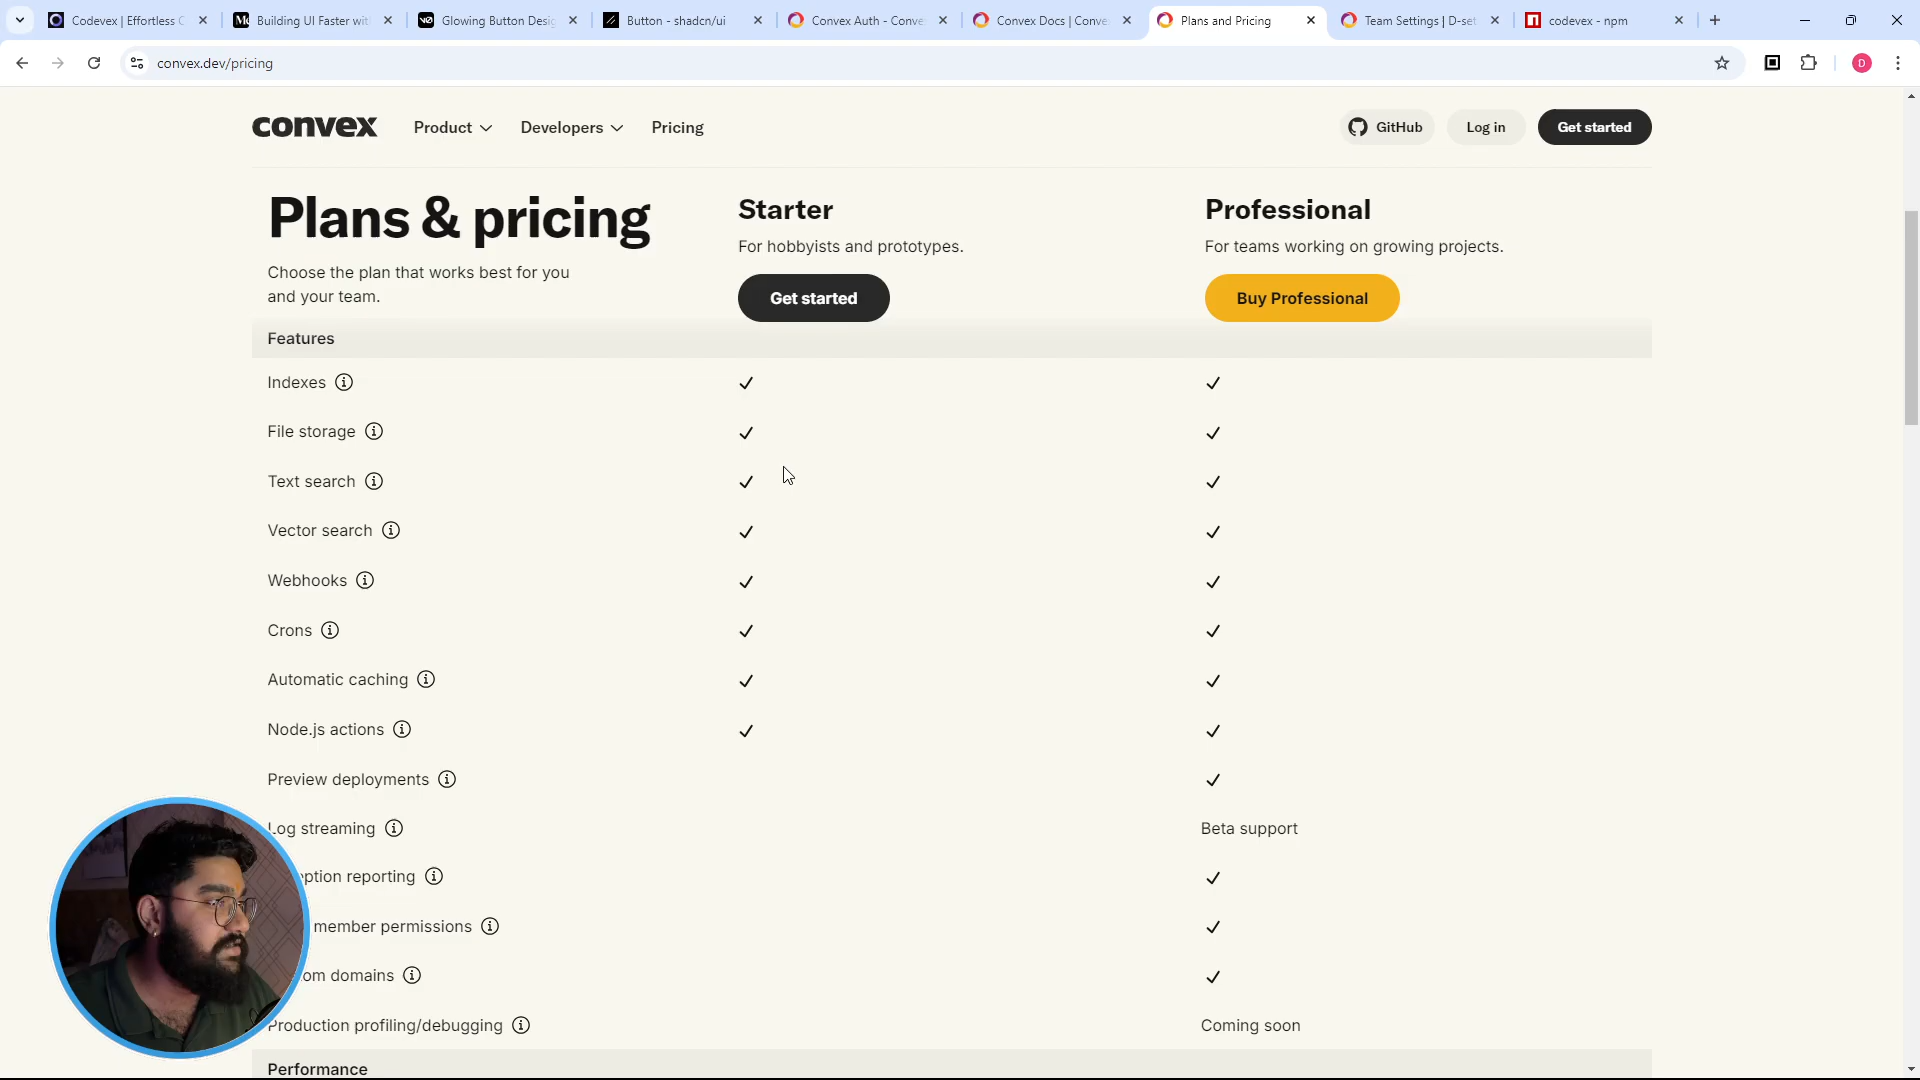 Codevex | Effortless C
Building UI Faster wit
Glowing Button Desig
Button - shadcn/ui
Convex Auth - Conve
Convex Docs | Conve
Plans and Pricing
Team Settings | D-set
codevex - npm
convex.dev/pricing
D
convex
Product
Developers
Pricing
GitHub
Log in
Get started
Plans & pricing
Choose the plan that works best for you
and your team.
Starter
For hobbyists and prototypes.
Get started
Professional
For teams working on growing projects.
Buy Professional
Features
Indexes
File storage
Text search
Vector search
Webhooks
Crons
Automatic caching
Node.js actions
Preview deployments
Log streaming
Beta support
ption reporting
member permissions
om domains
Production profiling/debugging
Coming soon
Performance